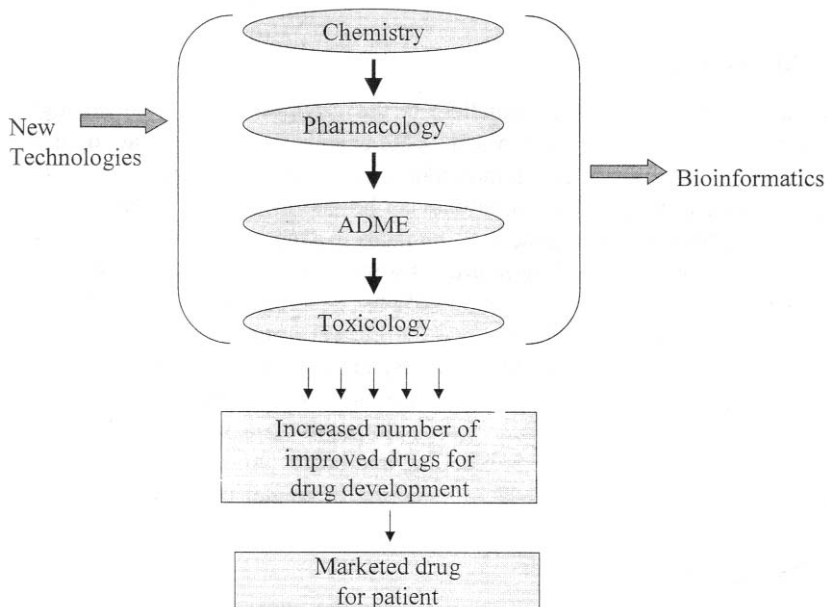 Chemistry
New
Technologies
Pharmacology
Bioinformatics
ADME
Toxicology
Increased number of
improved drugs for
drug development
Marketed drug
for patient